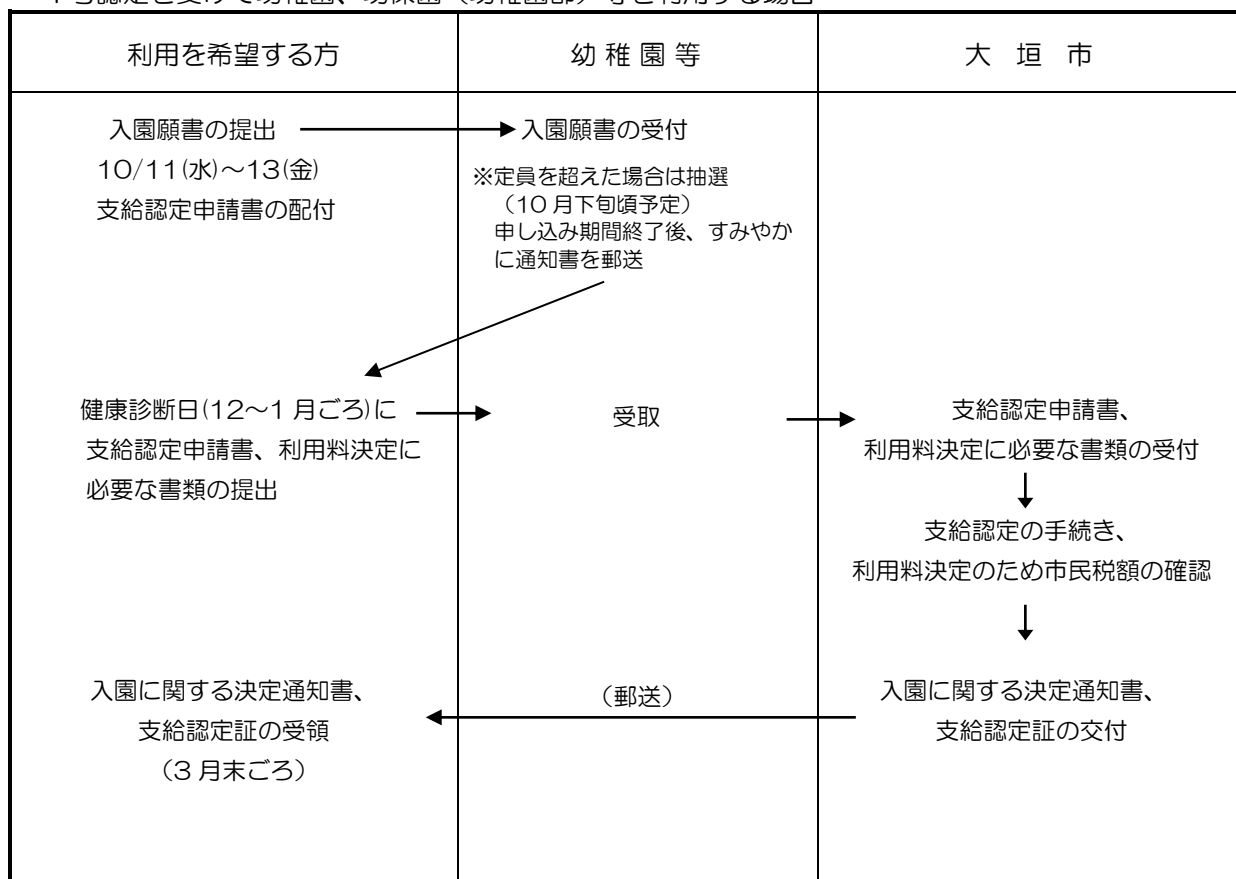 利用を希望する方
幼稚園等
大垣市
入園願書の提出
入園願書の受付
10/11(水)～13(金)
支給認定申請書の配付
※定員を超えた場合は抽選
（10月下旬頃予定）
申し込み期間終了後、すみやか
に通知書を郵送
健康診断日(12～1月ごろ)に
支給認定申請書、利用料決定に
必要な書類の提出
受取
支給認定申請書、
利用料決定に必要な書類の受付
支給認定の手続き、
利用料決定のため市民税額の確認
入園に関する決定通知書、
支給認定証の受領
（3月末ごろ）
（郵送）
入園に関する決定通知書、
支給認定証の交付